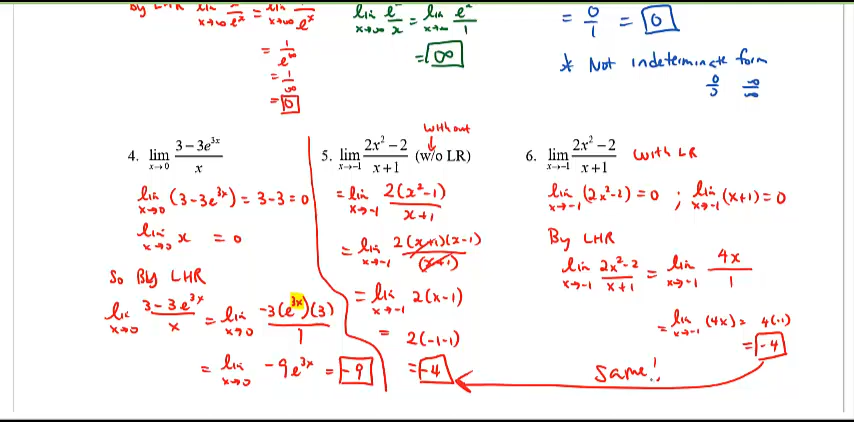 By LHR lim x→∞ /e^x = lim x→∞ /e^x
= 1/e^∞
= 1/∞
= 0
lim x→∞ e^x/x = lim x→∞ e^x/1
= ∞
= 0/1 = 0
* Not indeterminate form
0/0 ∞/∞
4. lim x→0 (3 − 3e^{3x})/x
lim x→0 (3-3e^{3x}) = 3-3 = 0
lim x→0 x = 0
So By LHR
lim x→0 (3-3e^{3x})/x = lim x→0 -3(e^{3x})(3)/1
= lim x→0 -9e^{3x} = -9
without
5. lim x→−1 (2x² − 2)/(x + 1) (w/o LR)
= lim x→-1 2(x²-1)/(x+1)
= lim x→-1 2(x+1)(x-1)/(x+1)
= lim x→-1 2(x-1)
= 2(-1-1)
= -4
6. lim x→−1 (2x² − 2)/(x + 1) with LR
lim x→-1 (2x²-2) = 0 ; lim x→-1 (x+1) = 0
By LHR
lim x→-1 (2x²-2)/(x+1) = lim x→-1 4x/1
= lim x→-1 (4x) = 4(-1)
= -4
Same!